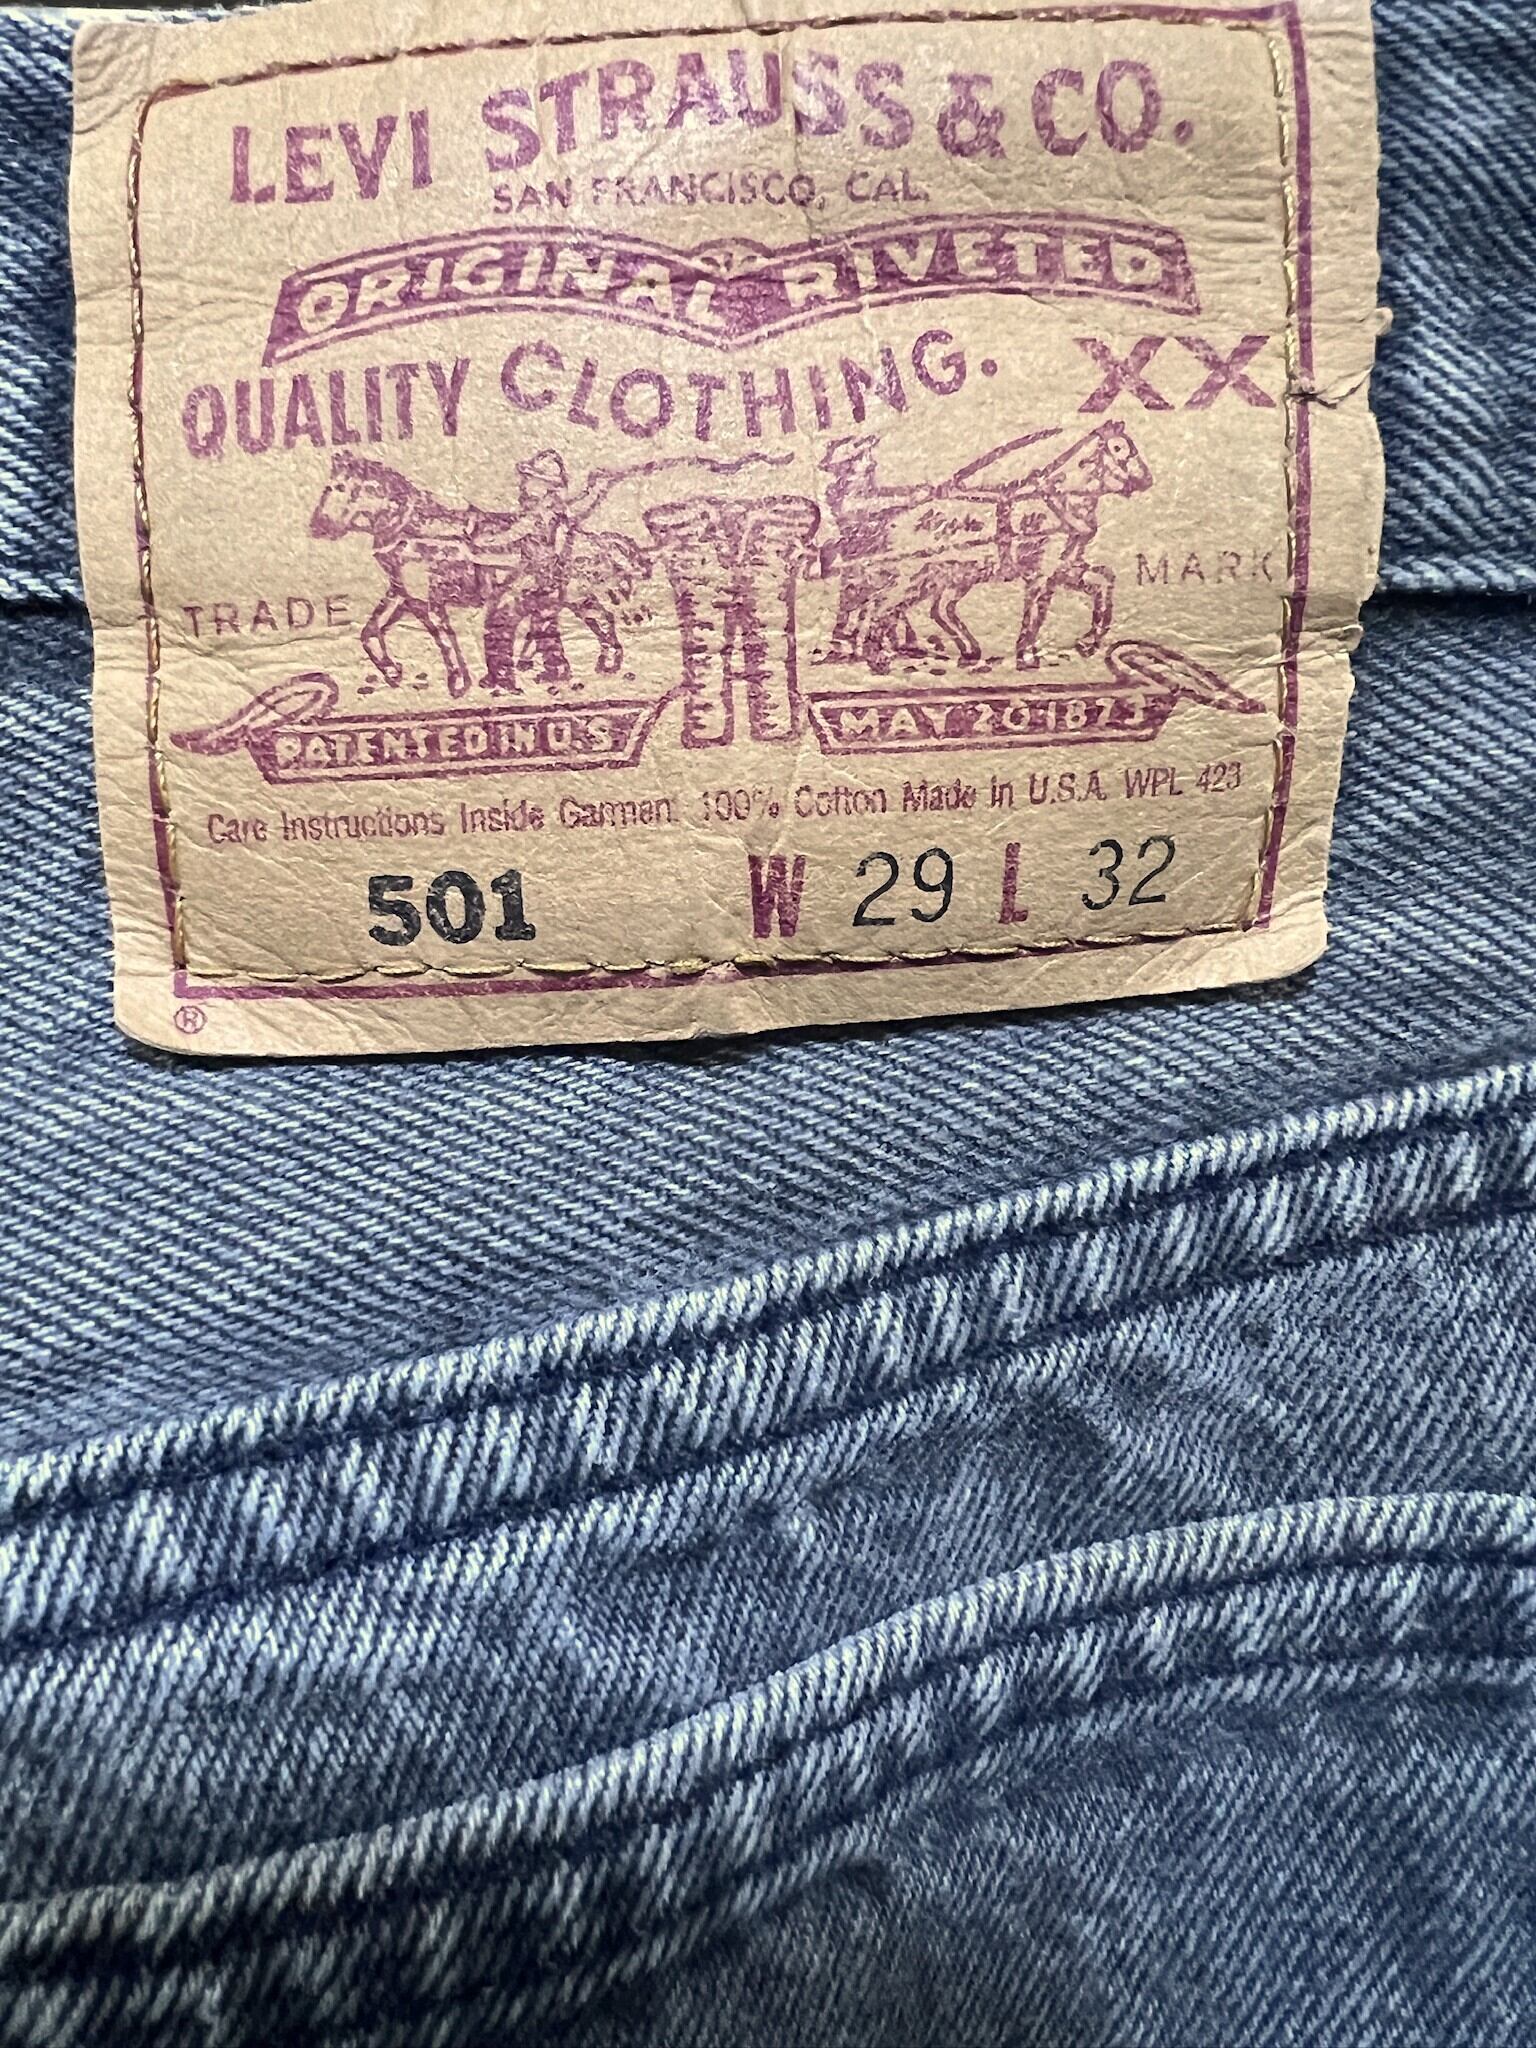 LEVI STRAUSS & CO.
SAN FRANCISCO, CAL.
ORIGINAL RIVETED
QUALITY CLOTHING. XX
TRADE MARK
PATENTED IN U.S. MAY 20 1873
Care Instructions Inside Garment 100% Cotton Made in U.S.A. WPL 423
501 W 29 L 32
®